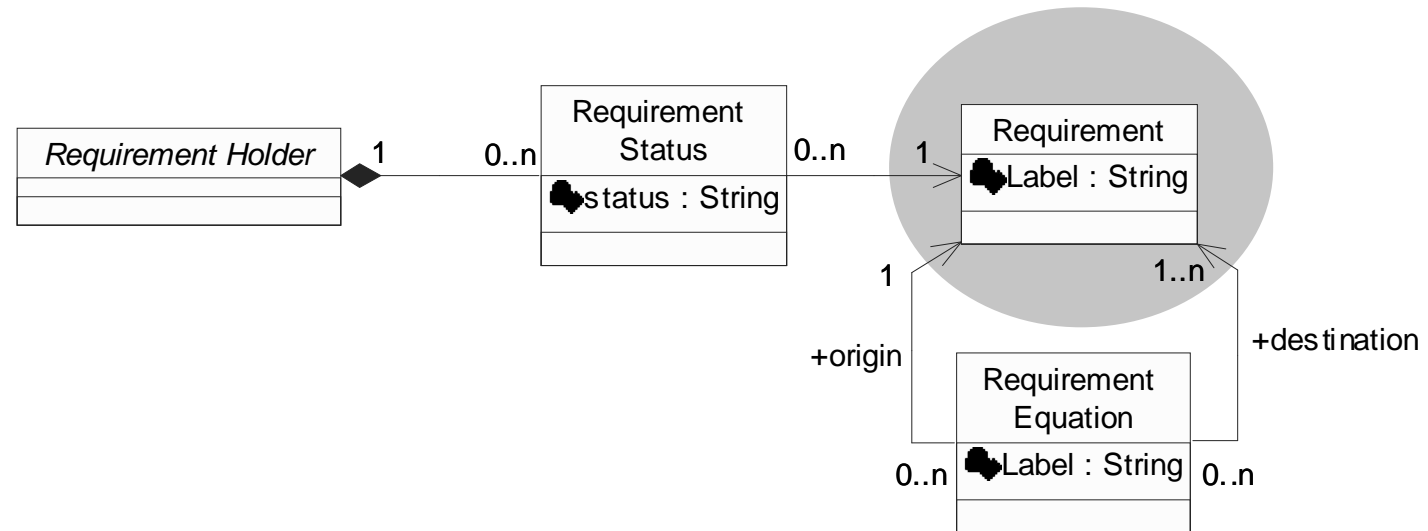 Requirement Holder
1
0..n
Requirement
Status
status : String
0..n
1
Requirement
Label : String
1
1..n
+origin
+destination
Requirement
Equation
Label : String
0..n
0..n